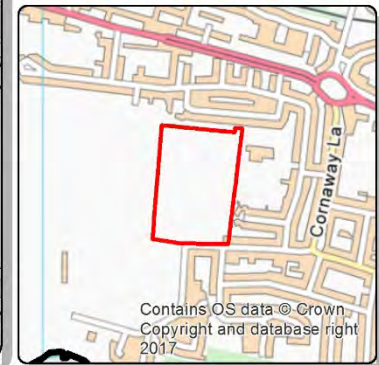 Cornaway La
Contains OS data © Crown
Copyright and database right
2017